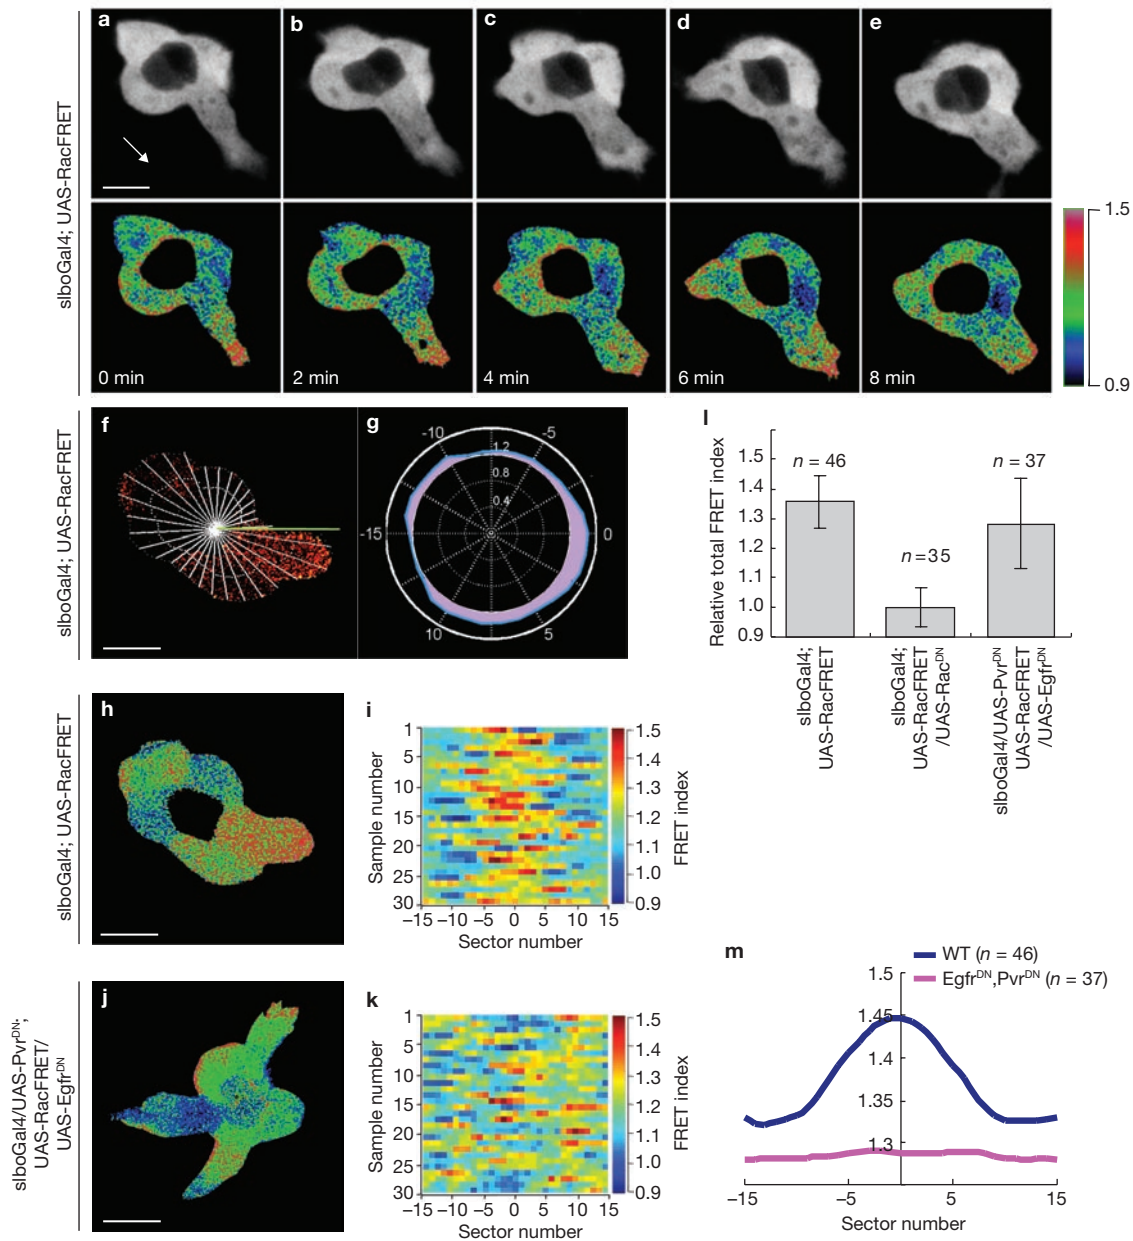 a
b
c
d
e
slboGal4; UAS-RacFRET
0 min
2 min
4 min
6 min
8 min
1.5
0.9
f
g
slboGal4; UAS-RacFRET
-10
-5
1.2
0.8
0.4
-15
0
10
5
l
Relative total FRET index
1.5
1.4
1.3
1.2
1.1
1.0
0.9
n = 46
n =35
n = 37
slboGal4;
UAS-RacFRET
slboGal4;
UAS-RacFRET
/UAS-RacDN
slboGal4/UAS-PvrDN
UAS-RacFRET
/UAS-EgfrDN
h
slboGal4; UAS-RacFRET
i
Sample number
1
5
10
15
20
25
30
–15 –10 –5 0 5 10 15
Sector number
1.5
1.4
1.3
1.2
1.1
1.0
0.9
FRET index
j
slboGal4/UAS-PvrDN;
UAS-RacFRET/
UAS-EgfrDN
k
Sample number
1
5
10
15
20
25
30
–15 –10 –5 0 5 10 15
Sector number
1.5
1.4
1.3
1.2
1.1
1.0
0.9
FRET index
m
WT (n = 46)
EgfrDN,PvrDN (n = 37)
1.5
1.45
1.4
1.35
1.3
–15 –5 5 15
Sector number